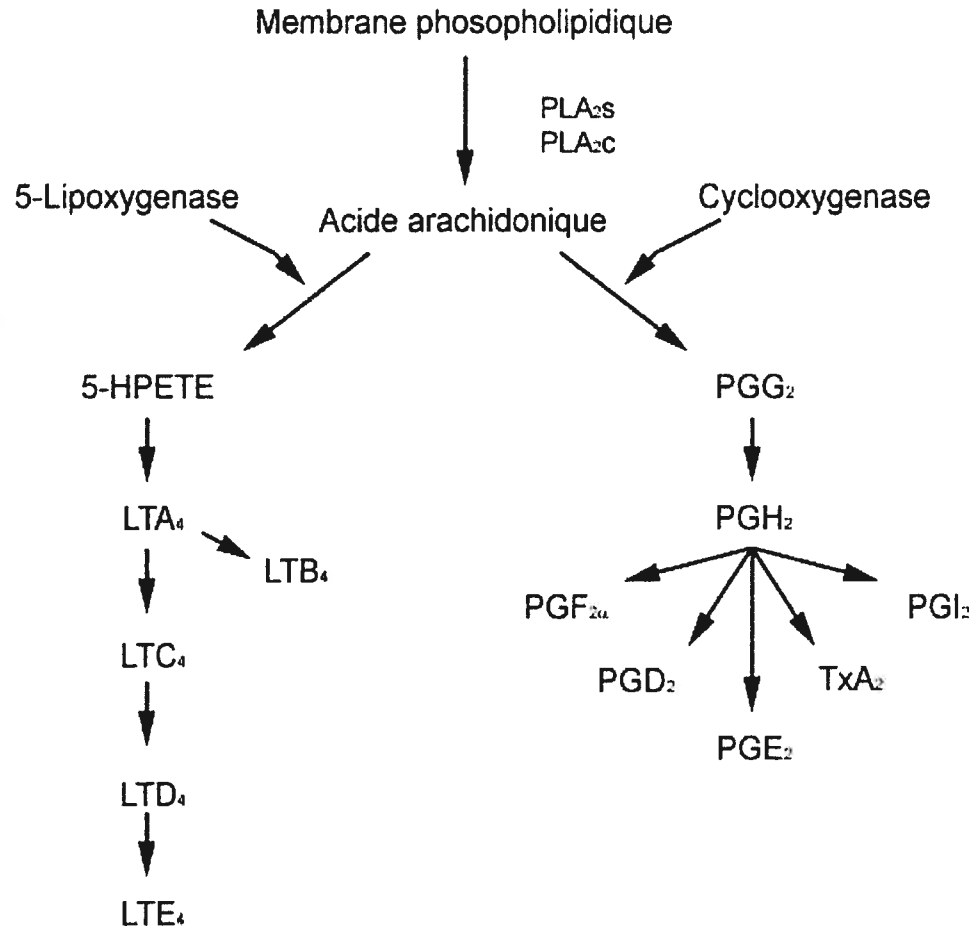 Membrane phosopholipidique
PLA₂s
PLA₂c
5-Lipoxygenase
Cyclooxygenase
Acide arachidonique
5-HPETE
PGG₂
LTA₄
PGH₂
LTB₄
PGF₂α
PGI₂
LTC₄
PGD₂
TxA₂
PGE₂
LTD₄
LTE₄